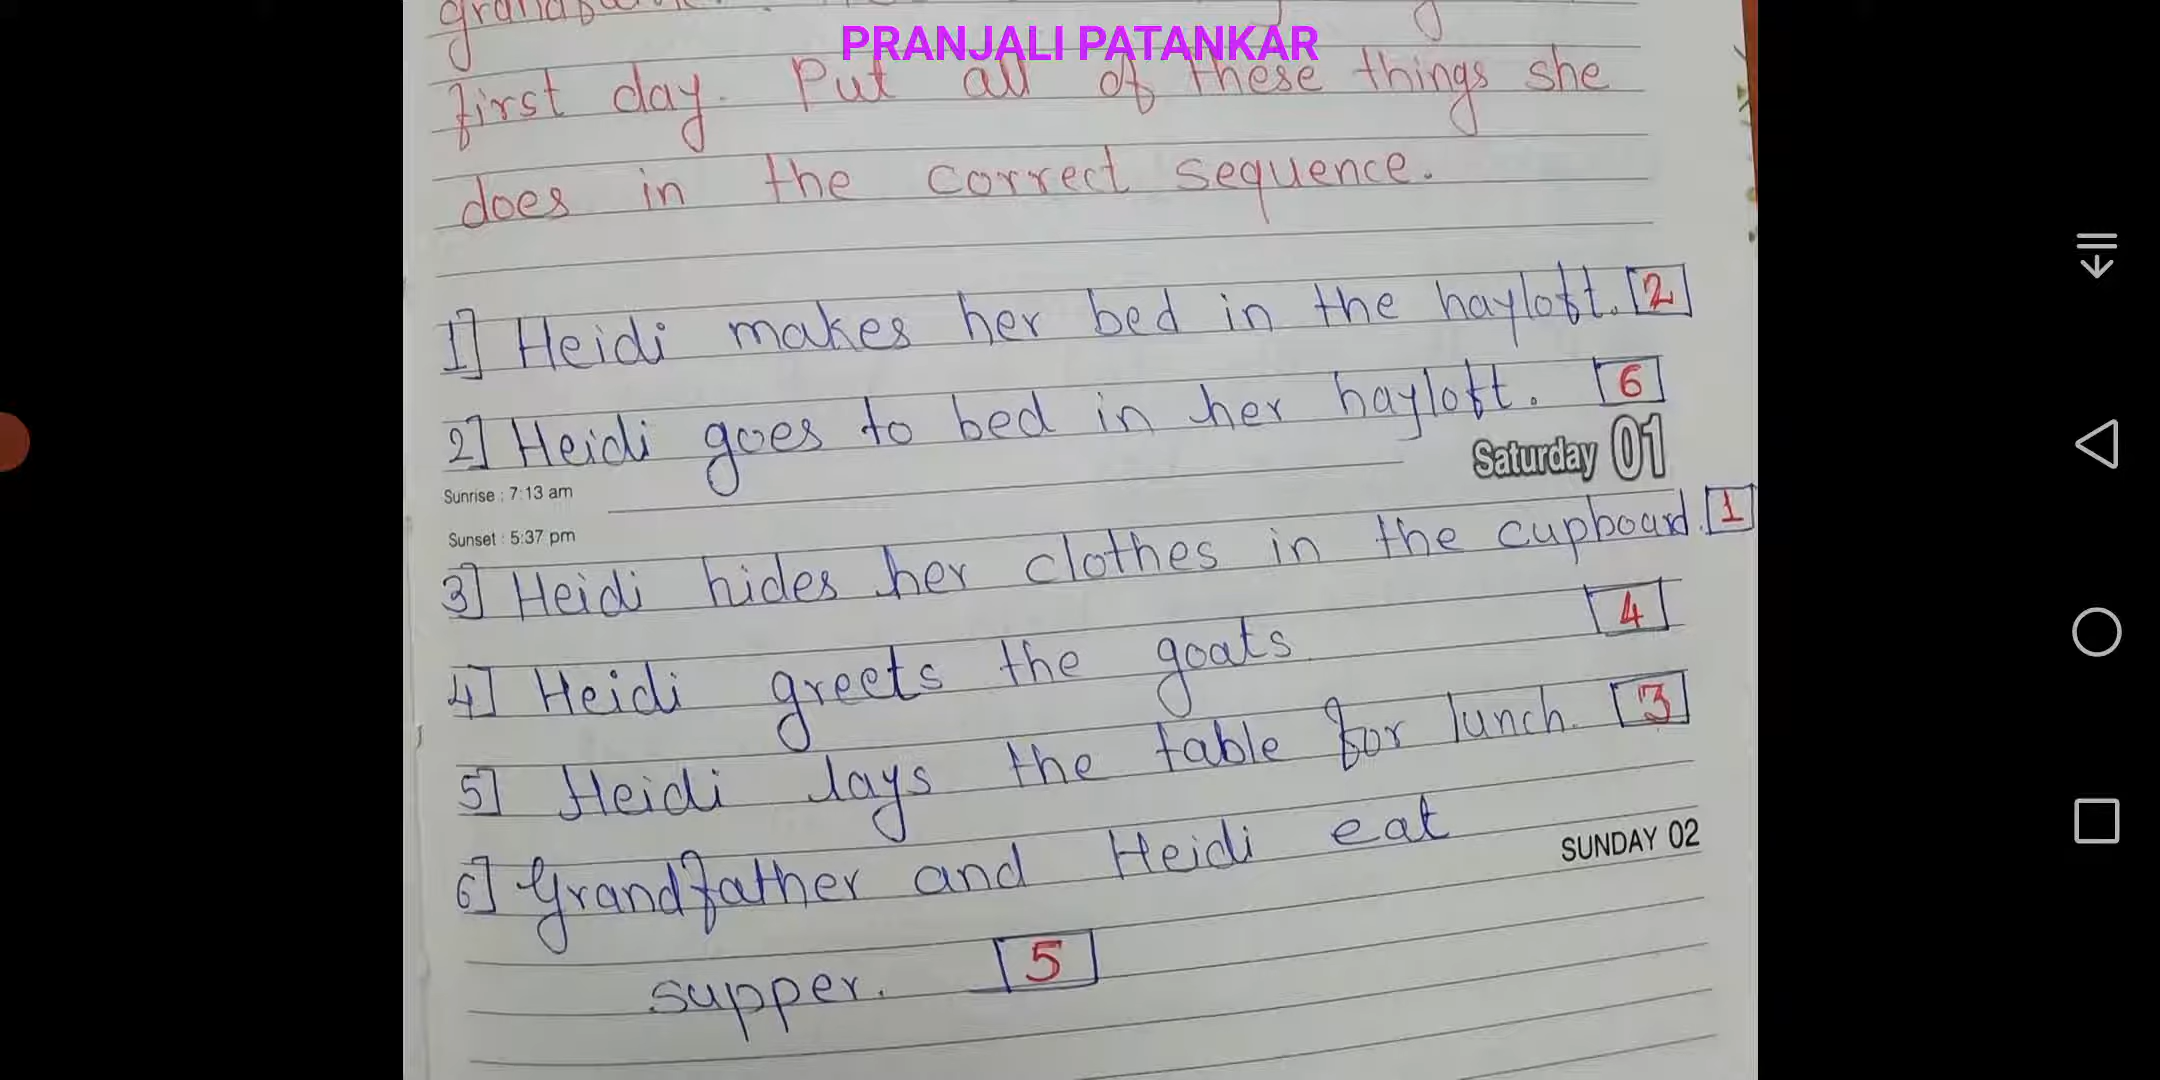 PRANJALI PATANKAR
first day. Put all of these things she
does in the correct sequence.
1] Heidi makes her bed in the hayloft. [2]
2] Heidi goes to bed in her hayloft. [6]
Saturday 01
Sunrise : 7:13 am
Sunset : 5:37 pm
3] Heidi hides her clothes in the cupboard. [1]
4] Heidi greets the goats [4]
5] Heidi lays the table for lunch. [3]
6] Grandfather and Heidi eat
SUNDAY 02
supper. [5]